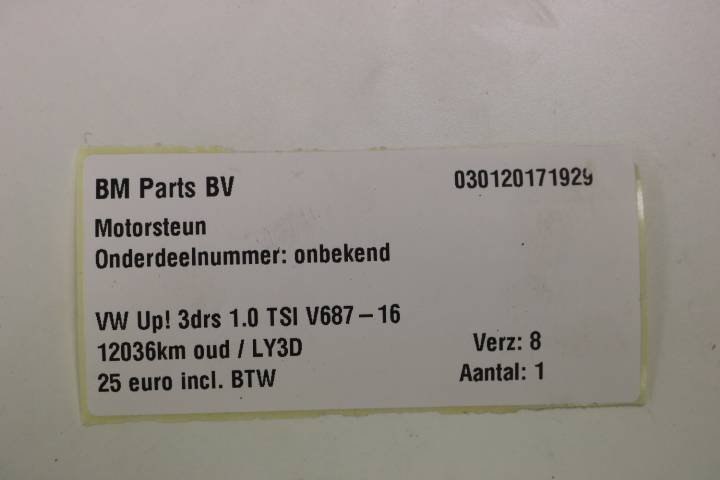 BM Parts BV 030120171929
Motorsteun
Onderdeelnummer: onbekend
VW Up! 3drs 1.0 TSI V687-16
12036km oud / LY3D Verz: 8
25 euro incl. BTW Aantal: 1